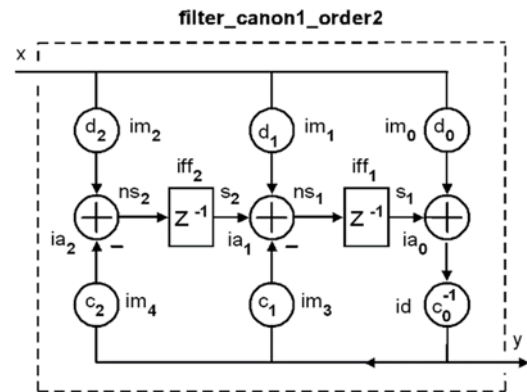 filter_canon1_order2
x
d₂ im₂ d₁ im₁ im₀ d₀
iff₂ iff₁
ns₂ s₂ ns₁ s₁
+ Z⁻¹ + Z⁻¹ +
ia₂ − ia₁ − ia₀
c₂ im₄ c₁ im₃ id c₀⁻¹
y